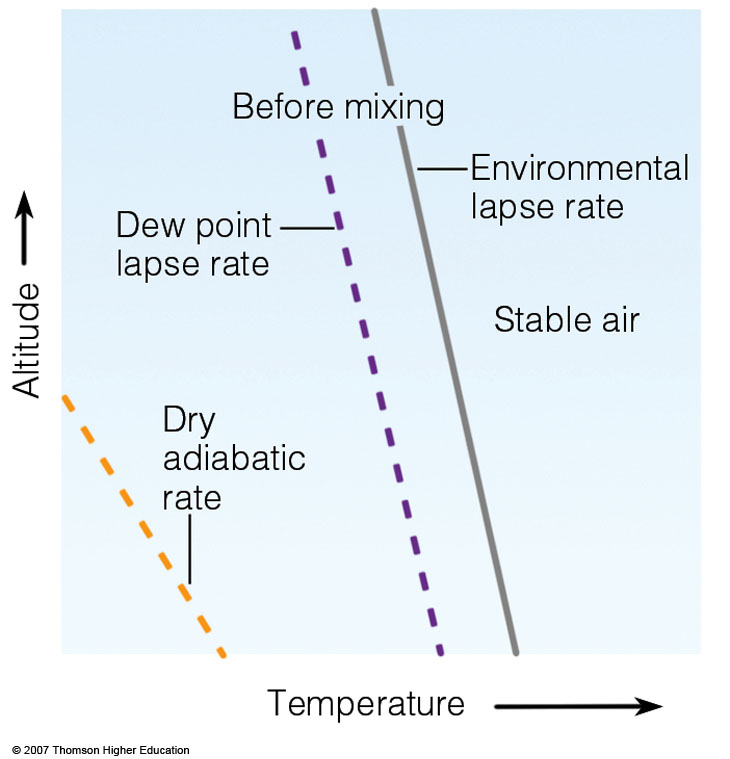 Before mixing
Environmental
lapse rate
Dew point
lapse rate
Stable air
Altitude
Dry
adiabatic
rate
Temperature
© 2007 Thomson Higher Education